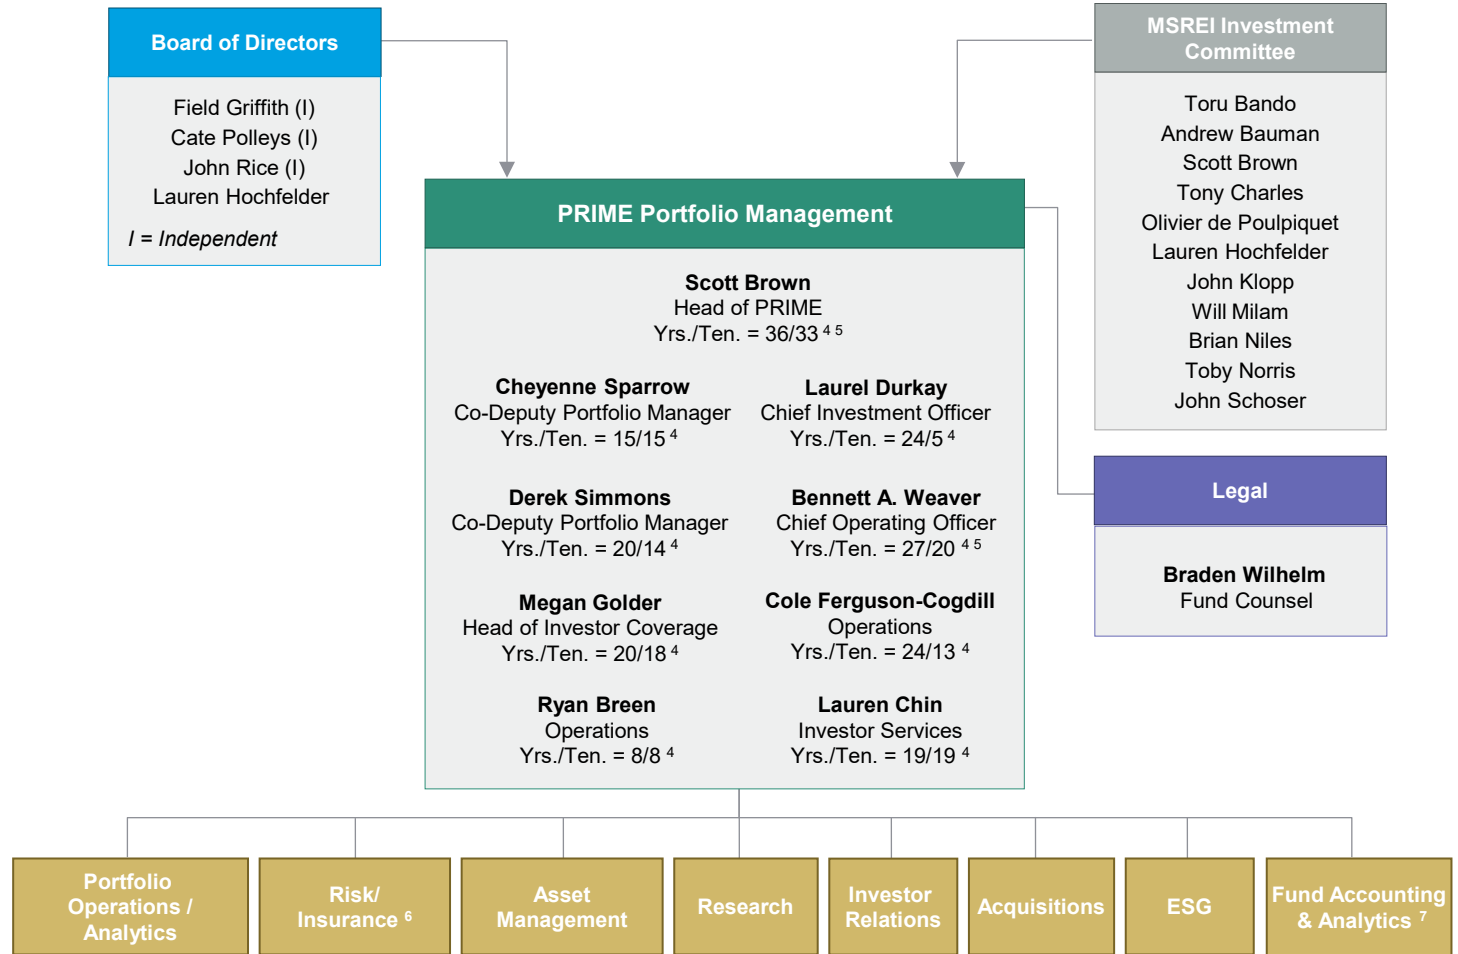 Board of Directors
Field Griffith (I)
Cate Polleys (I)
John Rice (I)
Lauren Hochfelder
I = Independent
MSREI Investment
Committee
Toru Bando
Andrew Bauman
Scott Brown
Tony Charles
Olivier de Poulpiquet
Lauren Hochfelder
John Klopp
Will Milam
Brian Niles
Toby Norris
John Schoser
PRIME Portfolio Management
Scott Brown
Head of PRIME
Yrs./Ten. = 36/33 4 5
Cheyenne Sparrow
Co-Deputy Portfolio Manager
Yrs./Ten. = 15/15 4
Laurel Durkay
Chief Investment Officer
Yrs./Ten. = 24/5 4
Derek Simmons
Co-Deputy Portfolio Manager
Yrs./Ten. = 20/14 4
Bennett A. Weaver
Chief Operating Officer
Yrs./Ten. = 27/20 4 5
Megan Golder
Head of Investor Coverage
Yrs./Ten. = 20/18 4
Cole Ferguson-Cogdill
Operations
Yrs./Ten. = 24/13 4
Ryan Breen
Operations
Yrs./Ten. = 8/8 4
Lauren Chin
Investor Services
Yrs./Ten. = 19/19 4
Legal
Braden Wilhelm
Fund Counsel
Portfolio
Operations /
Analytics
Risk/
Insurance 6
Asset
Management
Research
Investor
Relations
Acquisitions
ESG
Fund Accounting
& Analytics 7